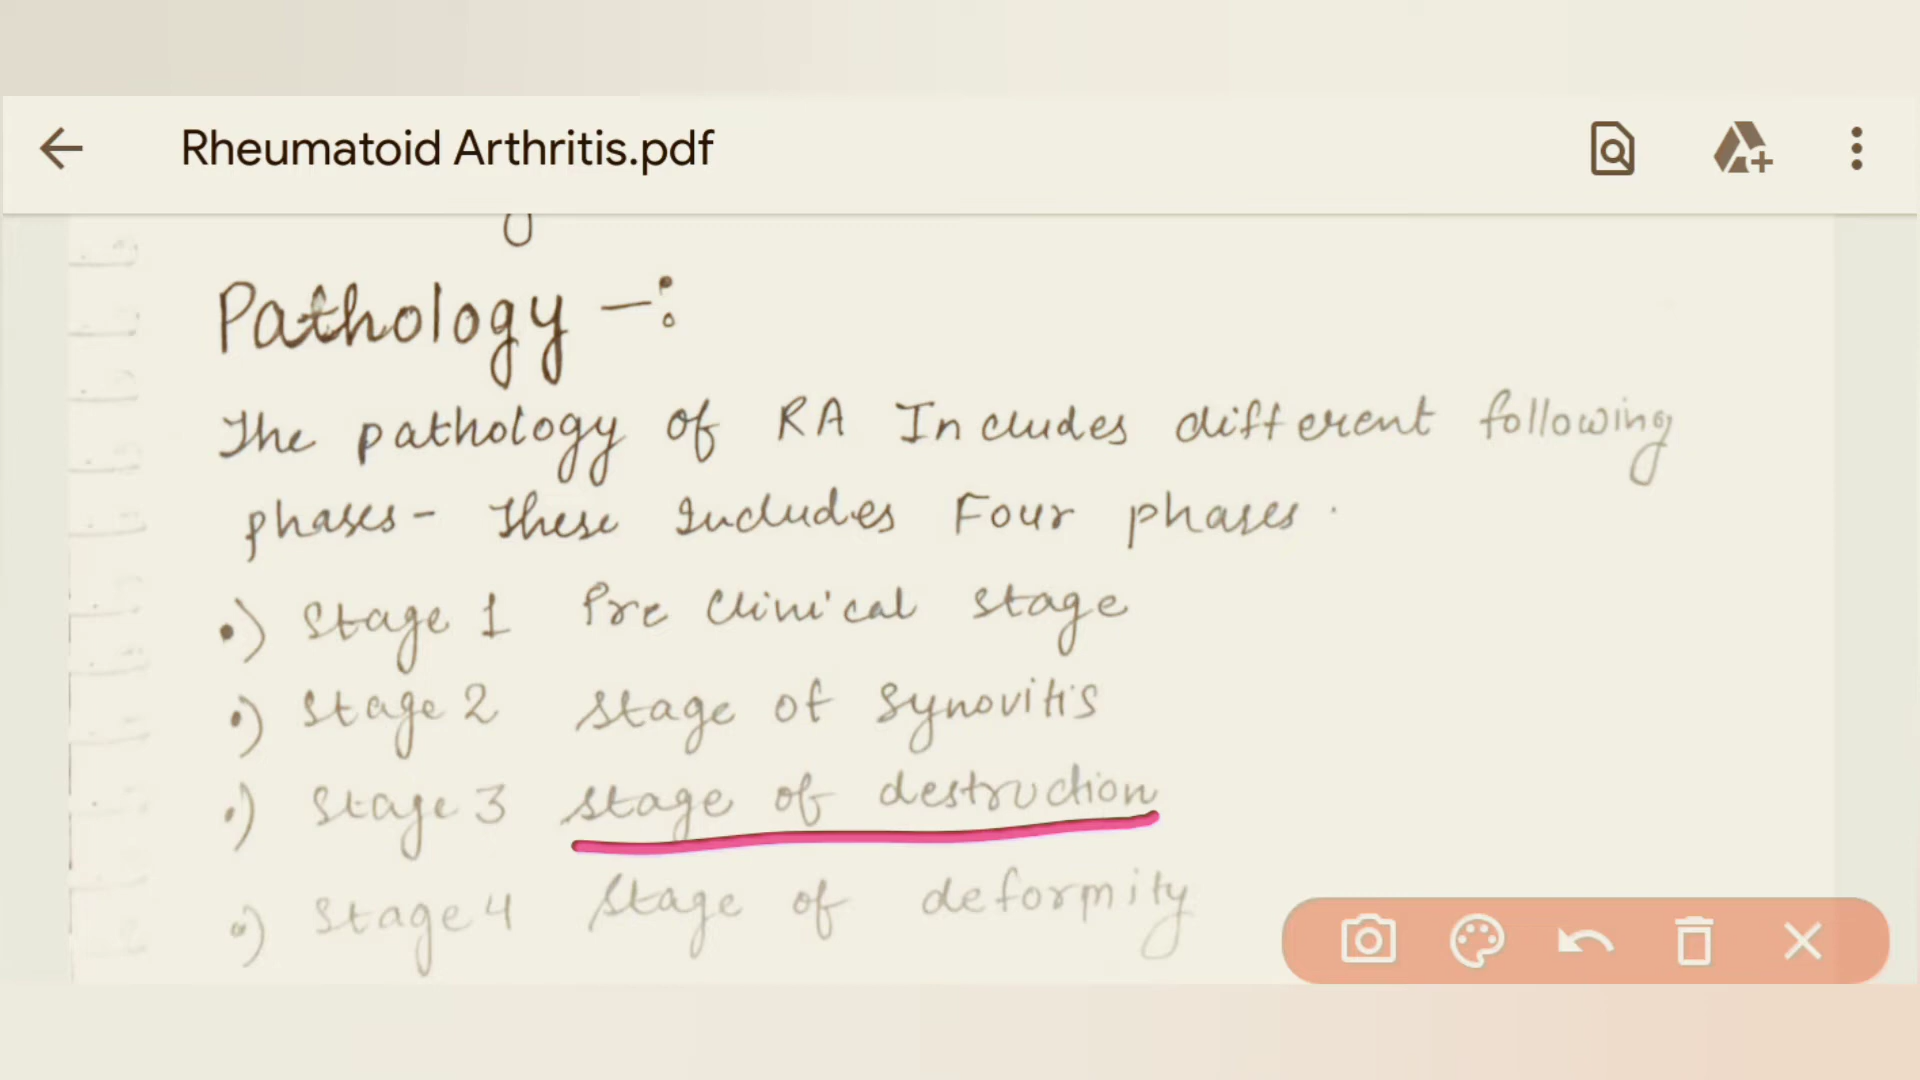 Rheumatoid Arthritis.pdf
Pathology -:
The pathology of RA Includes different following
phases - These Includes Four phases.
•) Stage 1 Pre Clinical stage
•) Stage 2 stage of synovitis
•) Stage 3 stage of destruction
•) Stage 4 stage of deformity